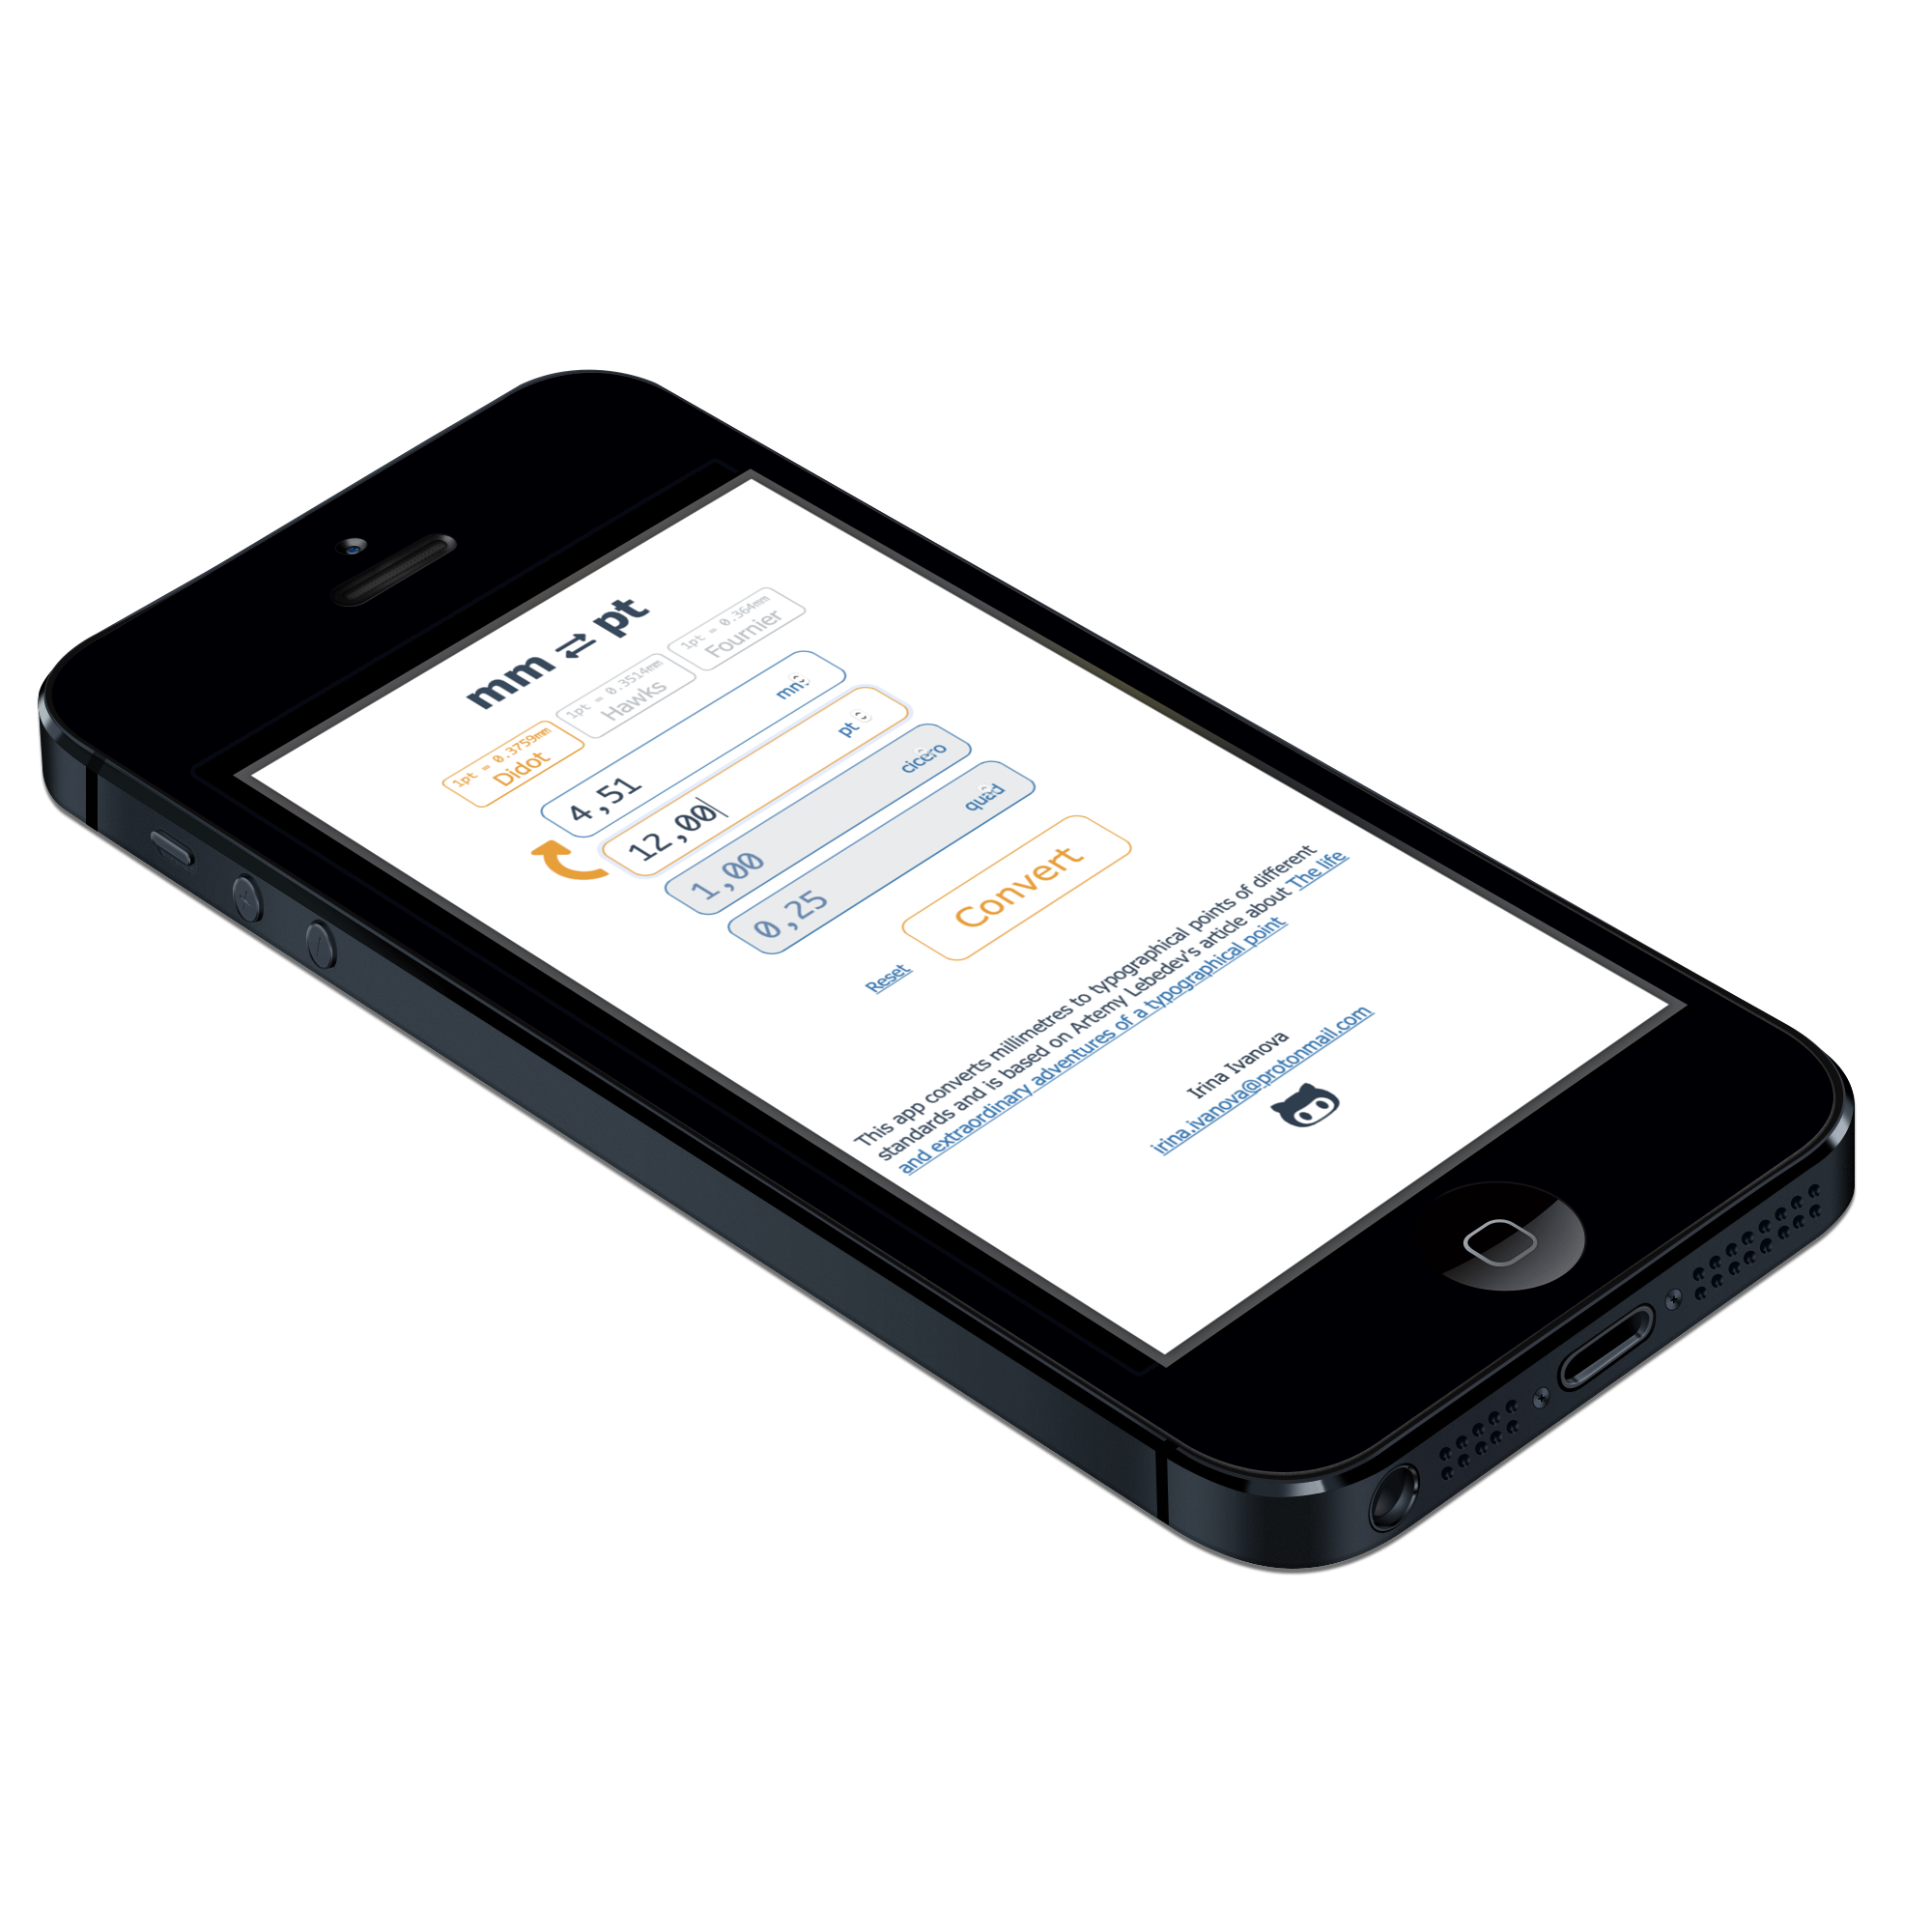 mm ⇄ pt
1pt = 0.3759mm
Didot
1pt = 0.3514mm
Hawks
1pt = 0.364mm
Fournier
4,51 mm
12,00 pt
1,00 cicero
0,25 quad
Reset
Convert
This app converts millimetres to typographical points of different
standards and is based on Artemy Lebedev's article about The life
and extraordinary adventures of a typographical point
Irina Ivanova
irina.ivanova@protonmail.com